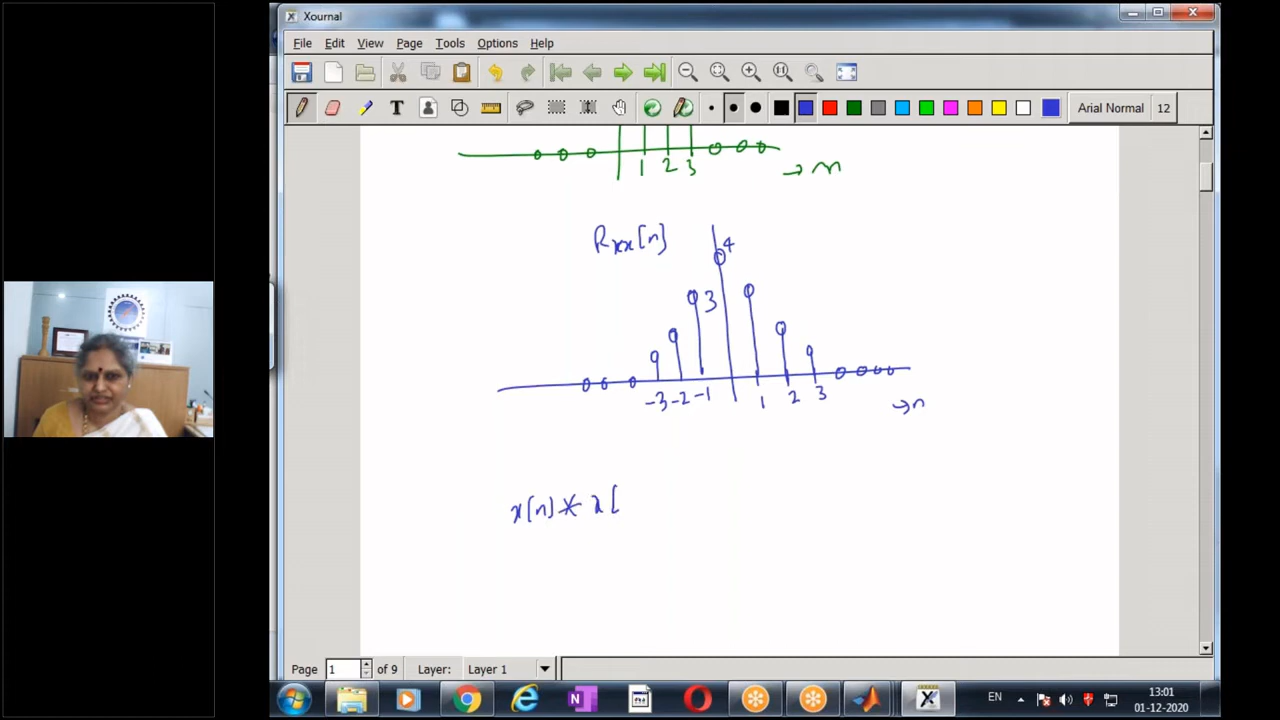 Xournal
File Edit View Page Tools Options Help
T Arial Normal 12
1 2 3
→ n
Rxx[n]
4
3
-3 -2 -1 1 2 3
→ n
x[n] * x[
Page 1 of 9 Layer: Layer 1
EN 13:01
01-12-2020